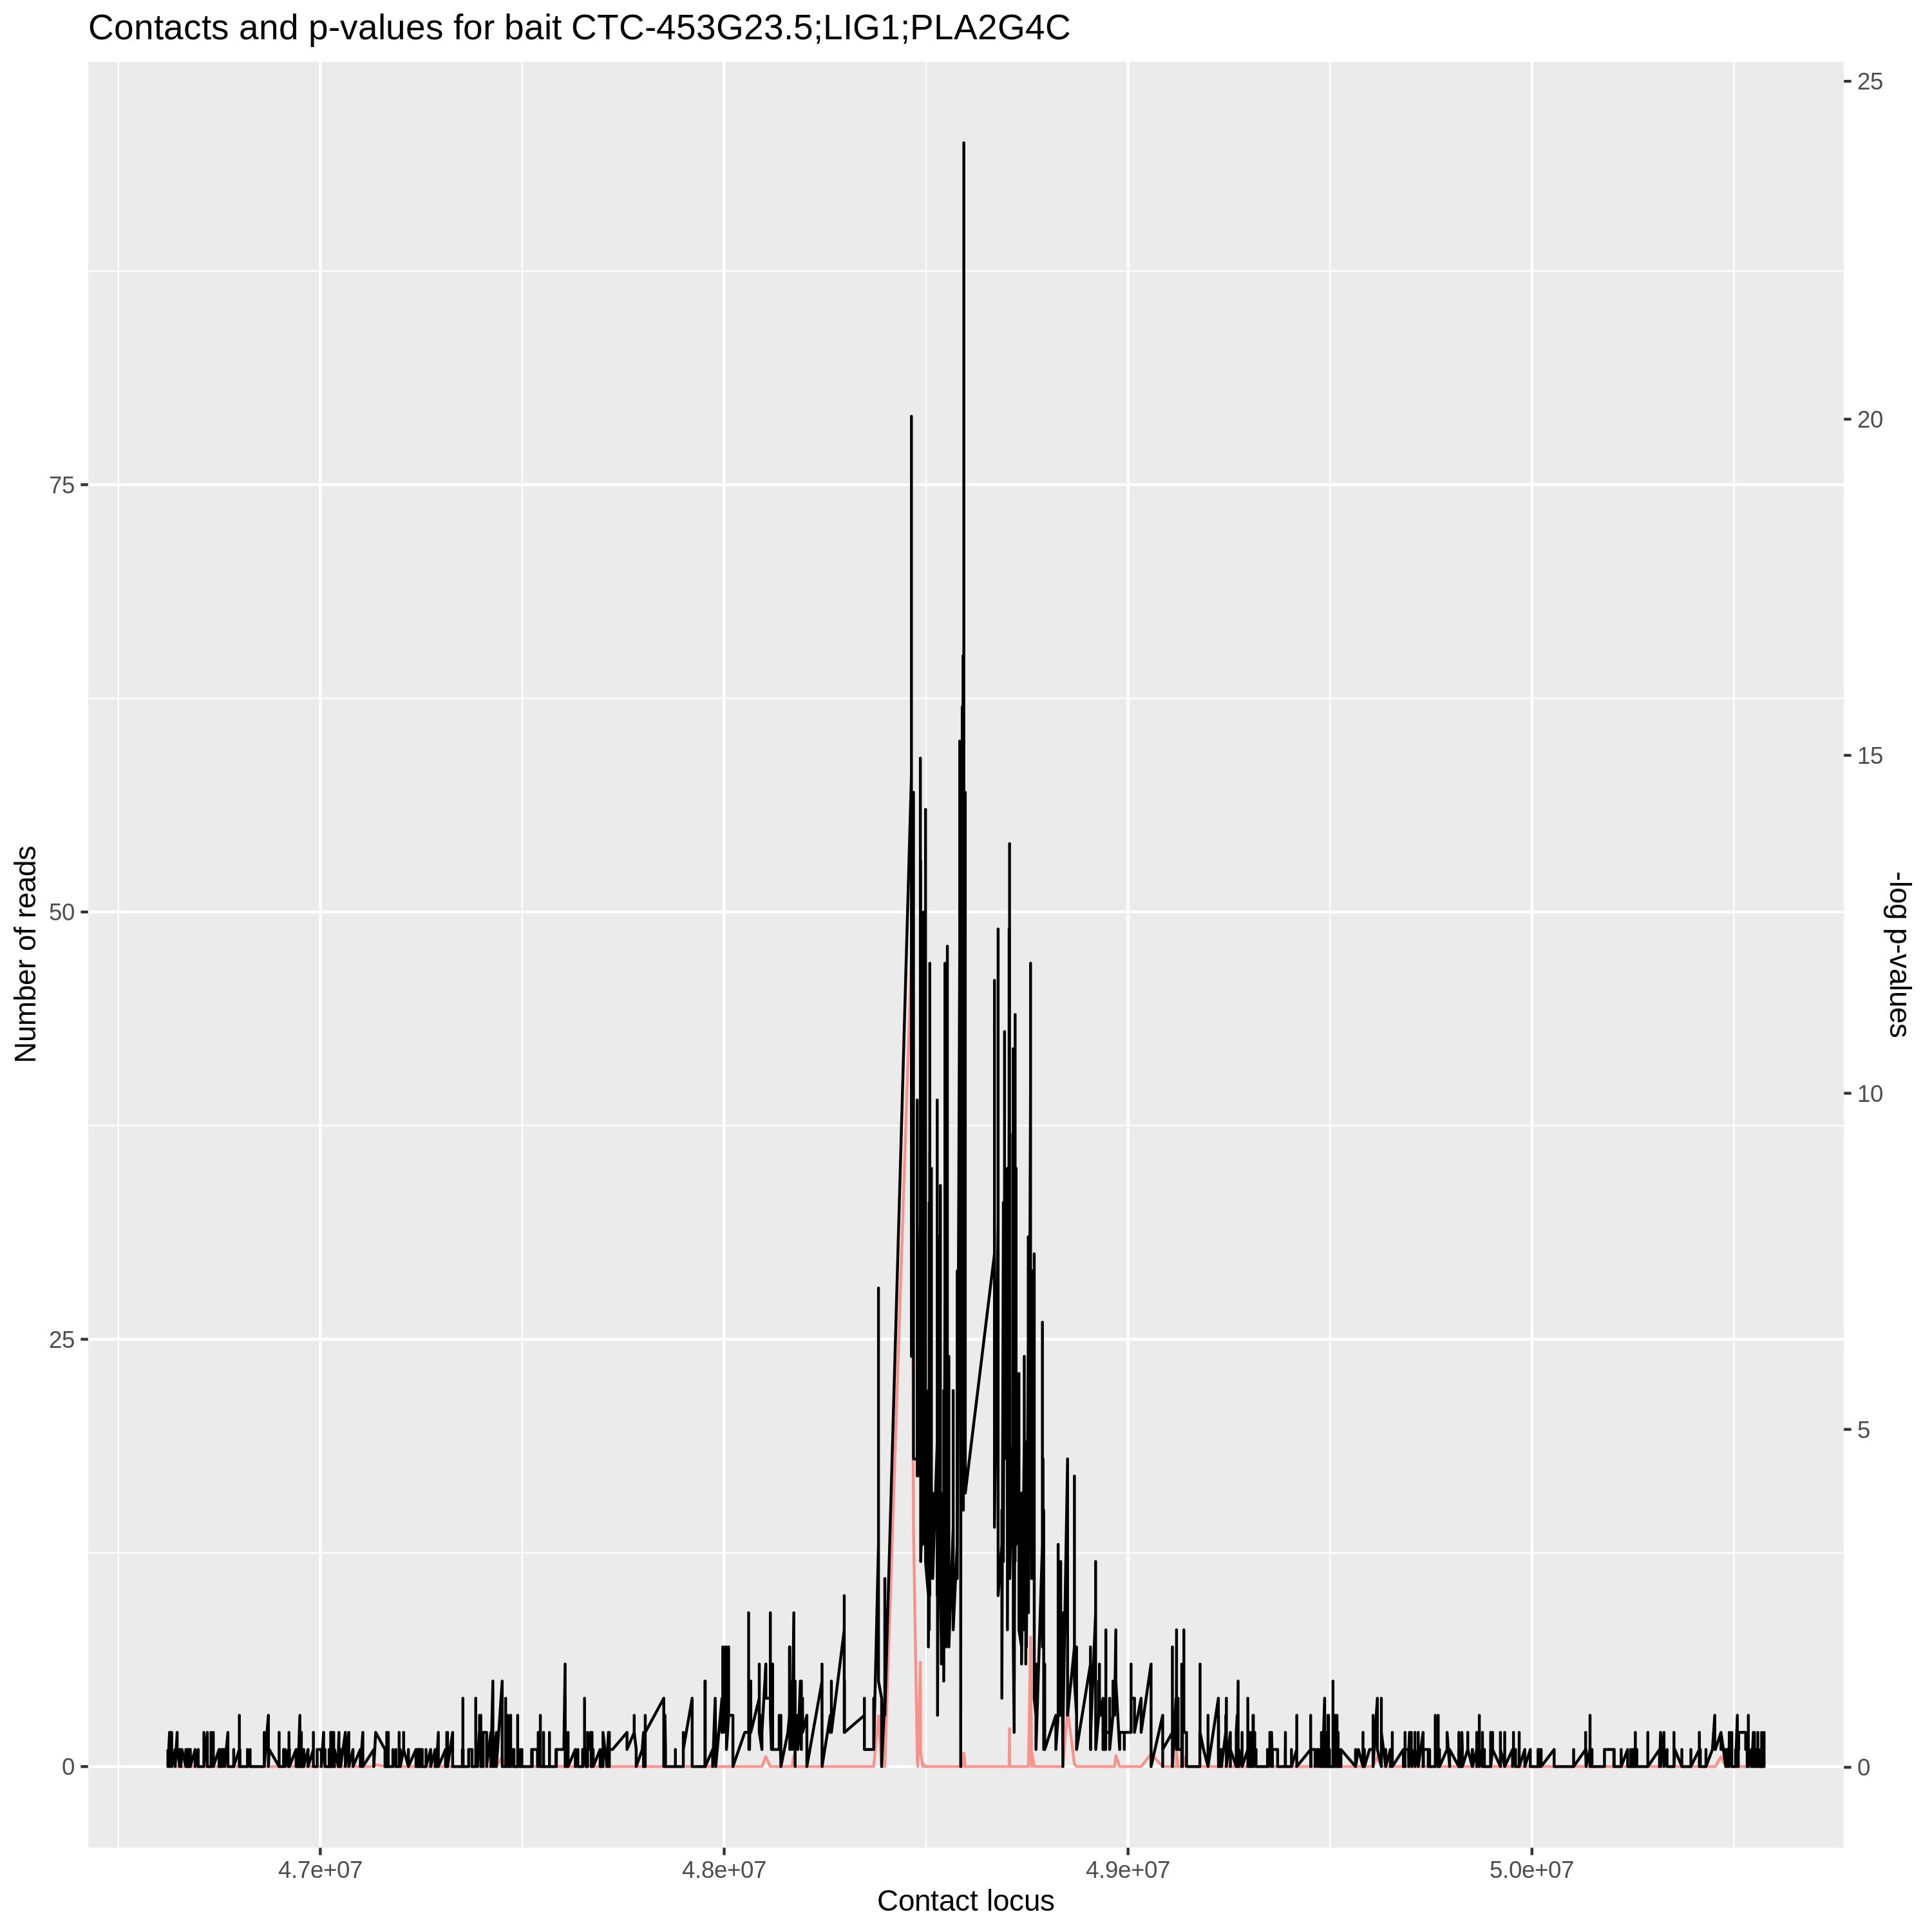 Contacts and p-values for bait CTC-453G23.5;LIG1;PLA2G4C
Number of reads
75
50
25
0
25
20
15
10
5
0
-log p-values
4.7e+07 4.8e+07 4.9e+07 5.0e+07
Contact locus